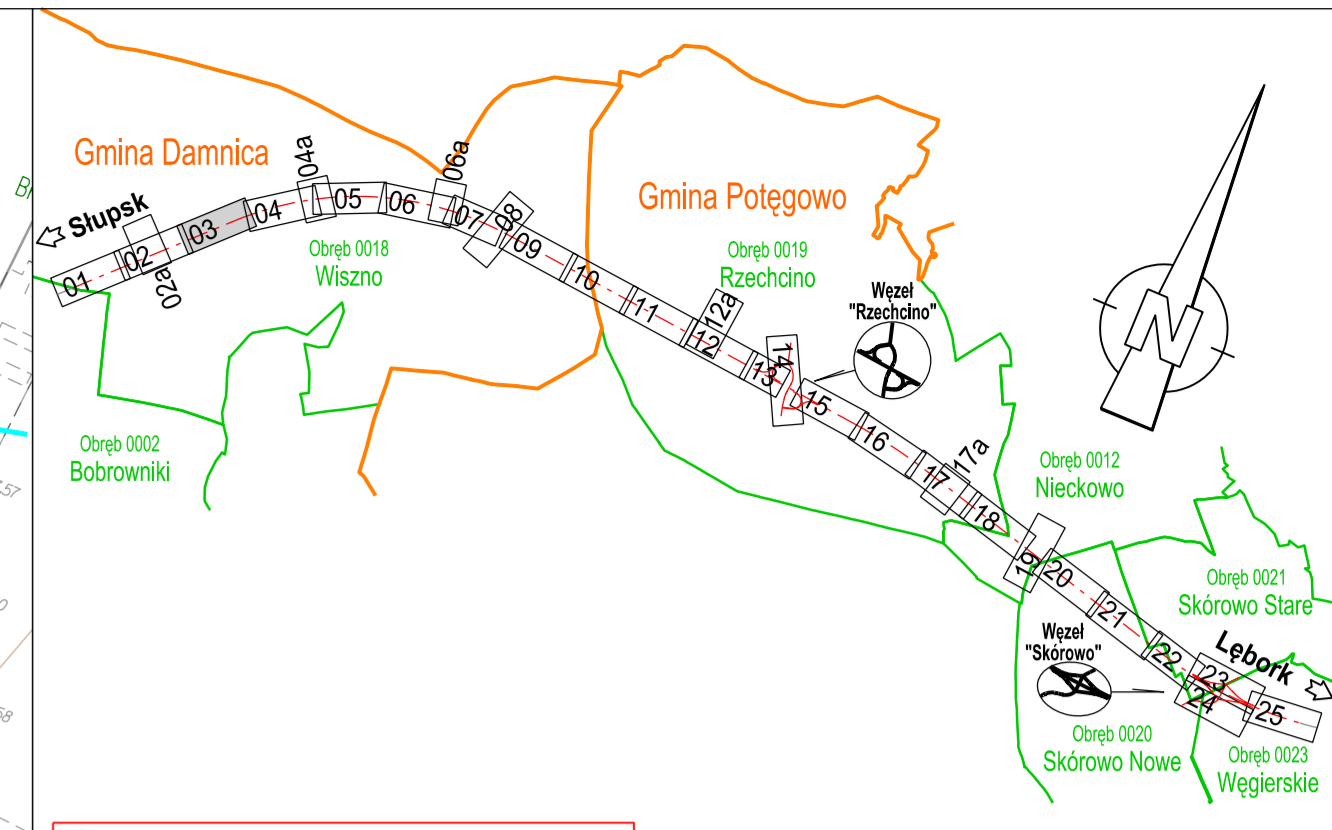 Gmina Damnica
Słupsk
Gmina Potęgowo
01
02
02a
03
04
04a
05
06
06a
07
08
09
10
11
12
12a
13
14
15
16
17
17a
18
19
20
21
22
23
24
25
Obręb 0018
Wiszno
Obręb 0019
Rzechcino
Węzeł
"Rzechcino"
N
Obręb 0002
Bobrowniki
Obręb 0012
Nieckowo
Obręb 0021
Skórowo Stare
Węzeł
"Skórowo"
Lębork
Obręb 0020
Skórowo Nowe
Obręb 0023
Węgierskie